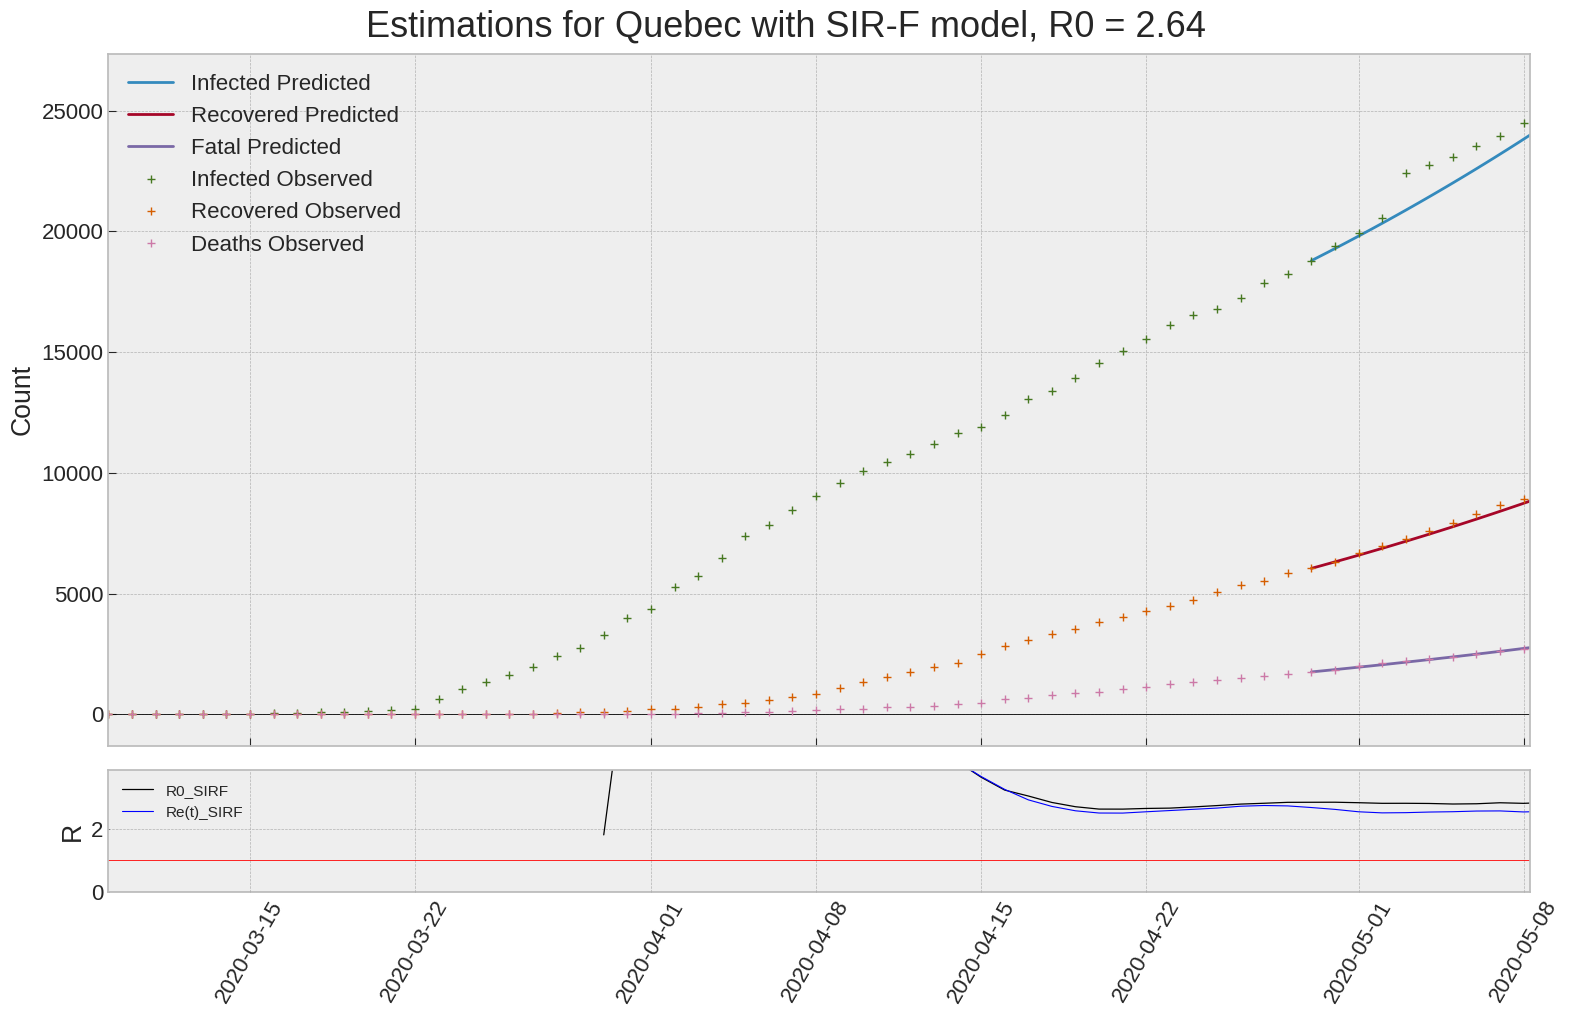 Estimations for Quebec with SIR-F model, R0 = 2.64
Infected Predicted
Recovered Predicted
Fatal Predicted
Infected Observed
Recovered Observed
Deaths Observed
25000
20000
15000
10000
5000
0
Count
R0_SIRF
Re(t)_SIRF
2
0
R
2020-03-15
2020-03-22
2020-04-01
2020-04-08
2020-04-15
2020-04-22
2020-05-01
2020-05-08